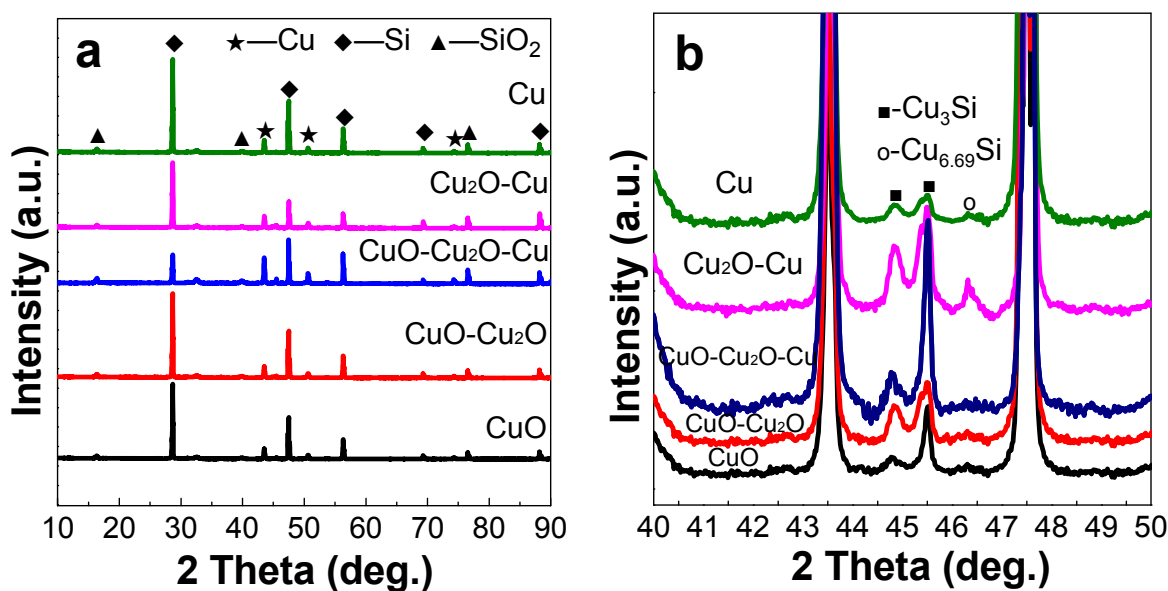 a
★—Cu ◆—Si ▲—SiO₂
Cu
Cu₂O-Cu
CuO-Cu₂O-Cu
CuO-Cu₂O
CuO
Intensity (a.u.)
10 20 30 40 50 60 70 80 90
2 Theta (deg.)
b
■-Cu₃Si
o-Cu₆.₆₉Si
Cu
o
Cu₂O-Cu
CuO-Cu₂O-Cu
CuO-Cu₂O
CuO
Intensity (a.u.)
40 41 42 43 44 45 46 47 48 49 50
2 Theta (deg.)